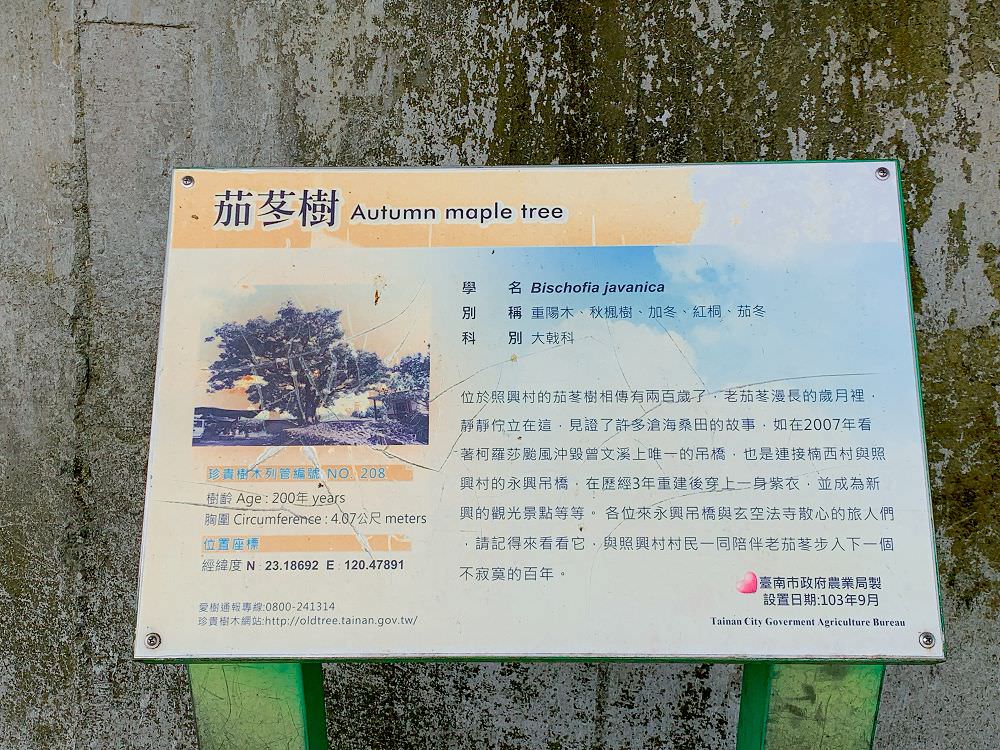 茄苳樹 Autumn maple tree
學　名 Bischofia javanica
別　稱 重陽木、秋楓樹、加冬、紅桐、茄冬
科　別 大戟科
位於照興村的茄苳樹相傳有兩百歲了，老茄苳漫長的歲月裡，
靜靜佇立在這，見證了許多滄海桑田的故事，如在2007年看
著柯羅莎颱風沖毀曾文溪上唯一的吊橋，也是連接楠西村與照
興村的永興吊橋，在歷經3年重建後穿上一身紫衣，並成為新
興的觀光景點等等。各位來永興吊橋與玄空法寺散心的旅人們
，請記得來看看它，與照興村村民一同陪伴老茄苳步入下一個
不寂寞的百年。
珍貴樹木列管編號 NO. 208
樹齡 Age : 200年 years
胸圍 Circumference : 4.07公尺 meters
位置座標
經緯度 N : 23.18692 E : 120.47891
愛樹通報專線:0800-241314
珍貴樹木網站:http://oldtree.tainan.gov.tw/
臺南市政府農業局製
設置日期:103年9月
Tainan City Goverment Agriculture Bureau